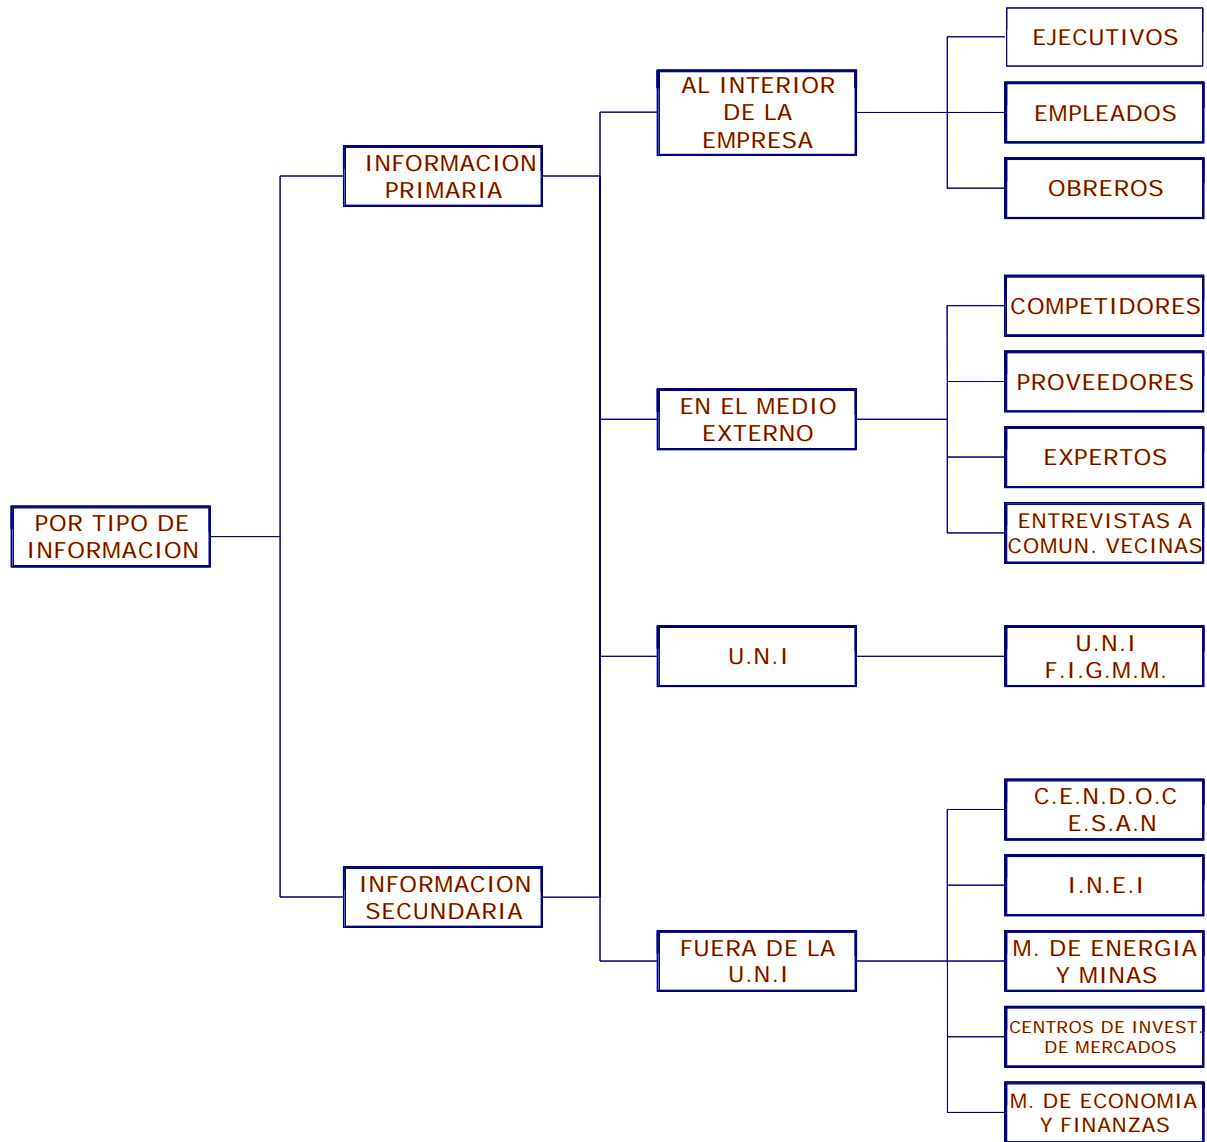 POR TIPO DE
INFORMACION
INFORMACION
PRIMARIA
INFORMACION
SECUNDARIA
AL INTERIOR
DE LA
EMPRESA
EN EL MEDIO
EXTERNO
U.N.I
FUERA DE LA
U.N.I
EJECUTIVOS
EMPLEADOS
OBREROS
COMPETIDORES
PROVEEDORES
EXPERTOS
ENTREVISTAS A
COMUN. VECINAS
U.N.I
F.I.G.M.M.
C.E.N.D.O.C
E.S.A.N
I.N.E.I
M. DE ENERGIA
Y MINAS
CENTROS DE INVEST.
DE MERCADOS
M. DE ECONOMIA
Y FINANZAS